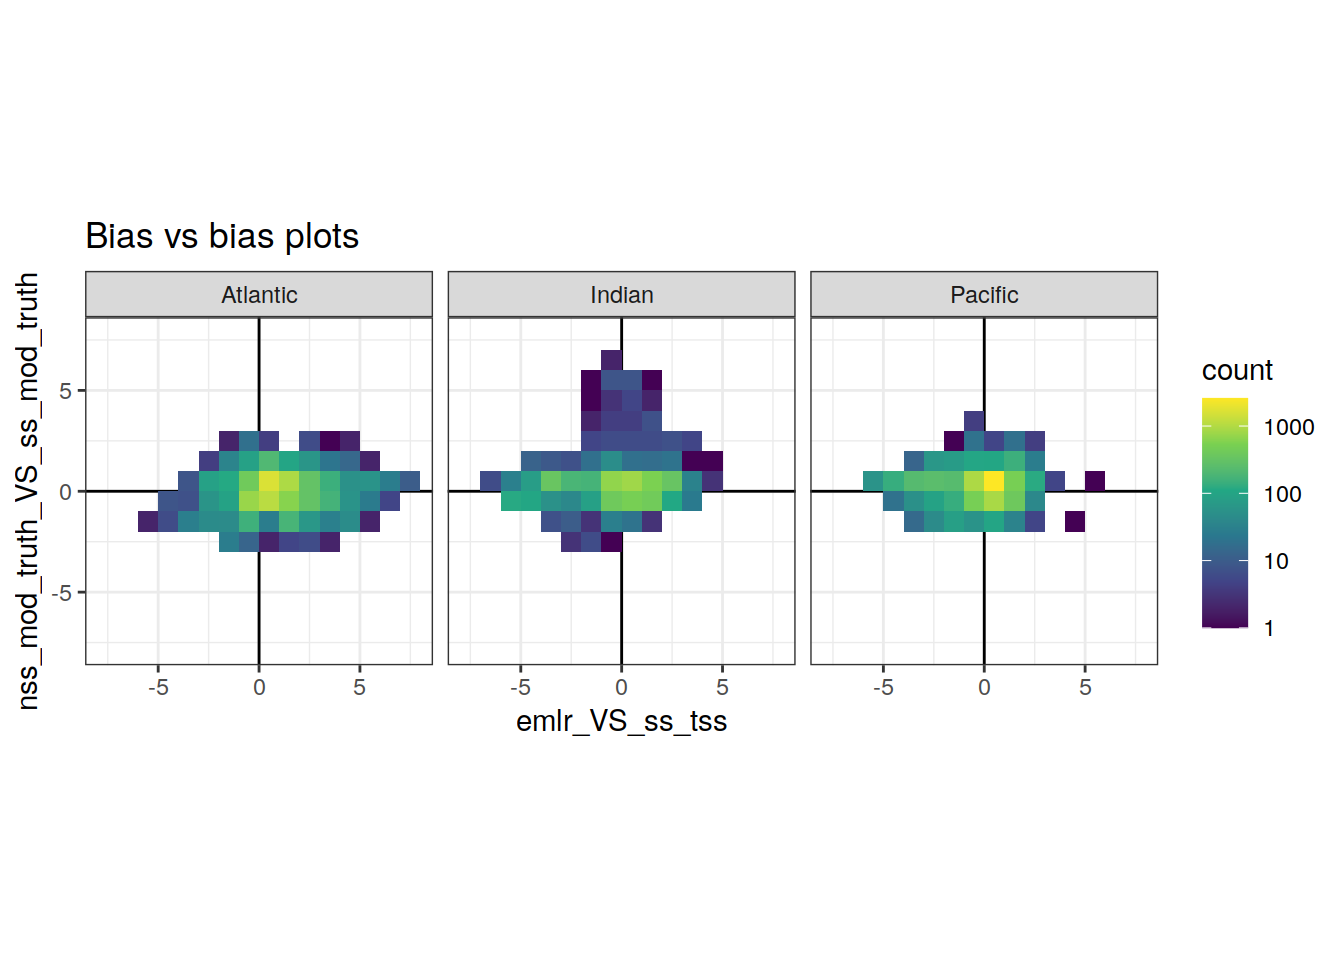 Bias vs bias plots
Atlantic
Indian
Pacific
nss_mod_truth_VS_ss_mod_truth
5
0
-5
-5
0
5
-5
0
5
-5
0
5
emlr_VS_ss_tss
count
1000
100
10
1